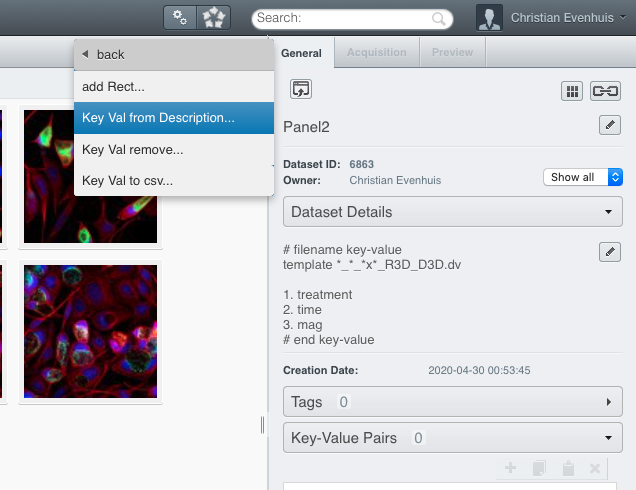 Search:
Christian Evenhuis
back
add Rect...
Key Val from Description...
Key Val remove...
Key Val to csv...
General
Acquisition
Preview
Panel2
Dataset ID: 6863
Owner: Christian Evenhuis
Show all
Dataset Details
# filename key-value
template *_*_*x*_R3D_D3D.dv
1. treatment
2. time
3. mag
# end key-value
Creation Date: 2020-04-30 00:53:45
Tags 0
Key-Value Pairs 0